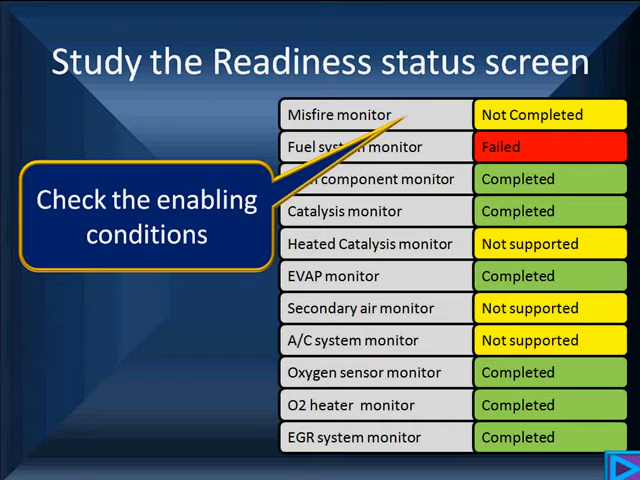 Study the Readiness status screen
Misfire monitor Not Completed
Fuel monitor Failed
component monitor Completed
Check the enabling
conditions
Catalysis monitor Completed
Heated Catalysis monitor Not supported
EVAP monitor Completed
Secondary air monitor Not supported
A/C system monitor Not supported
Oxygen sensor monitor Completed
O2 heater monitor Completed
EGR system monitor Completed